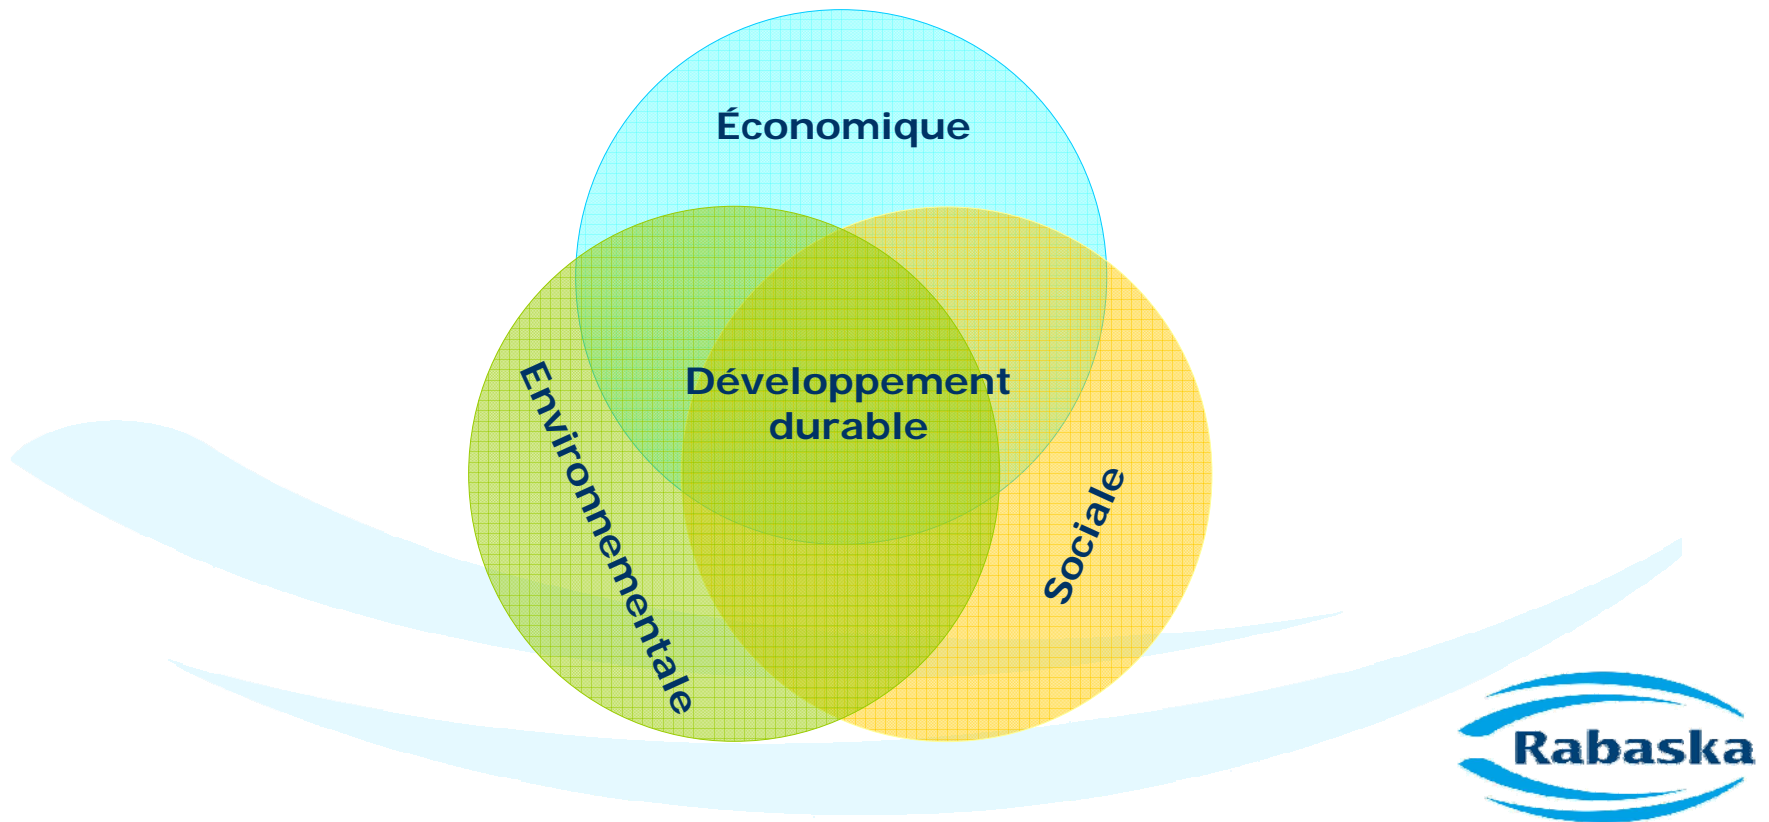 Économique
Développement
durable
Environnementale
Sociale
Rabaska